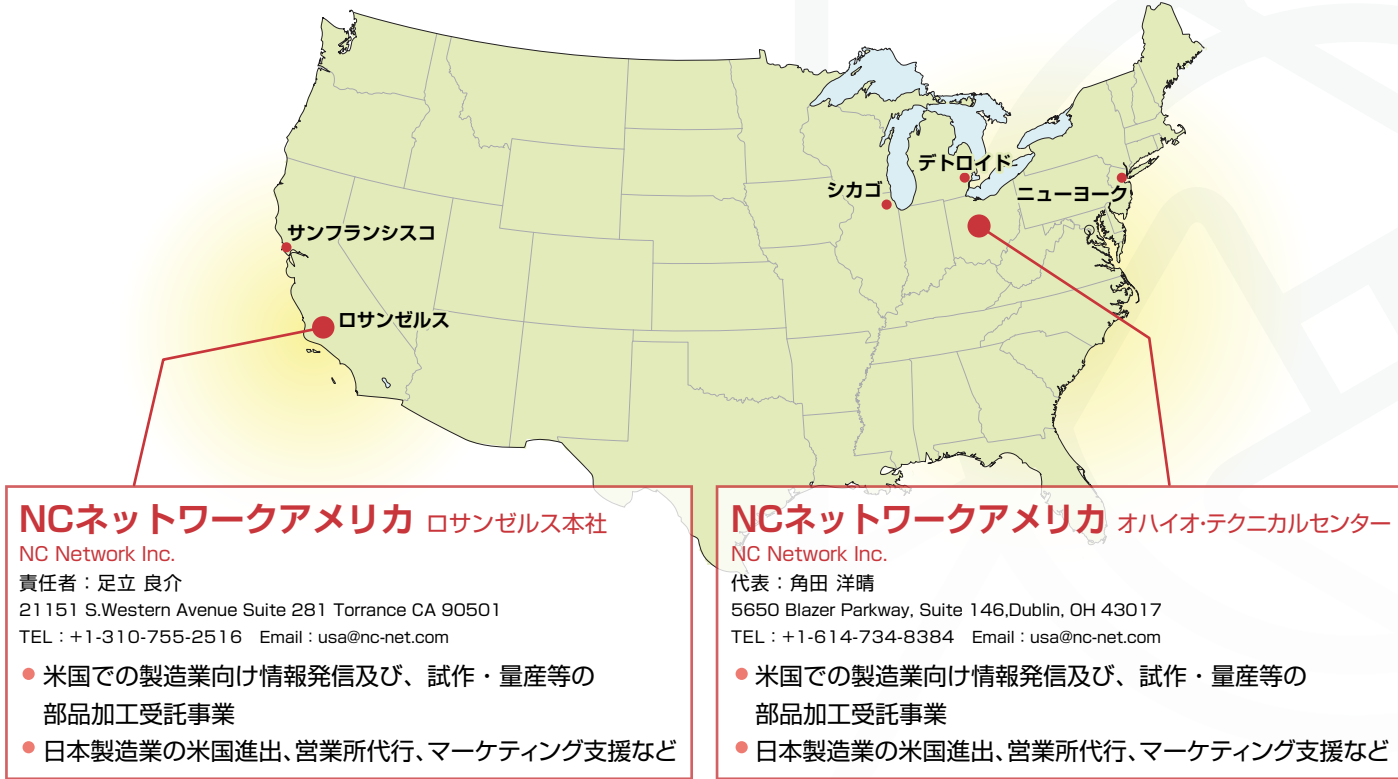 デトロイド
シカゴ
ニューヨーク
サンフランシスコ
ロサンゼルス
NCネットワークアメリカ ロサンゼルス本社
NC Network Inc.
責任者：足立 良介
21151 S.Western Avenue Suite 281 Torrance CA 90501
TEL：+1-310-755-2516 Email：usa@nc-net.com
● 米国での製造業向け情報発信及び、試作・量産等の
部品加工受託事業
● 日本製造業の米国進出、営業所代行、マーケティング支援など
NCネットワークアメリカ オハイオ・テクニカルセンター
NC Network Inc.
代表：角田 洋晴
5650 Blazer Parkway, Suite 146,Dublin, OH 43017
TEL：+1-614-734-8384 Email：usa@nc-net.com
● 米国での製造業向け情報発信及び、試作・量産等の
部品加工受託事業
● 日本製造業の米国進出、営業所代行、マーケティング支援など